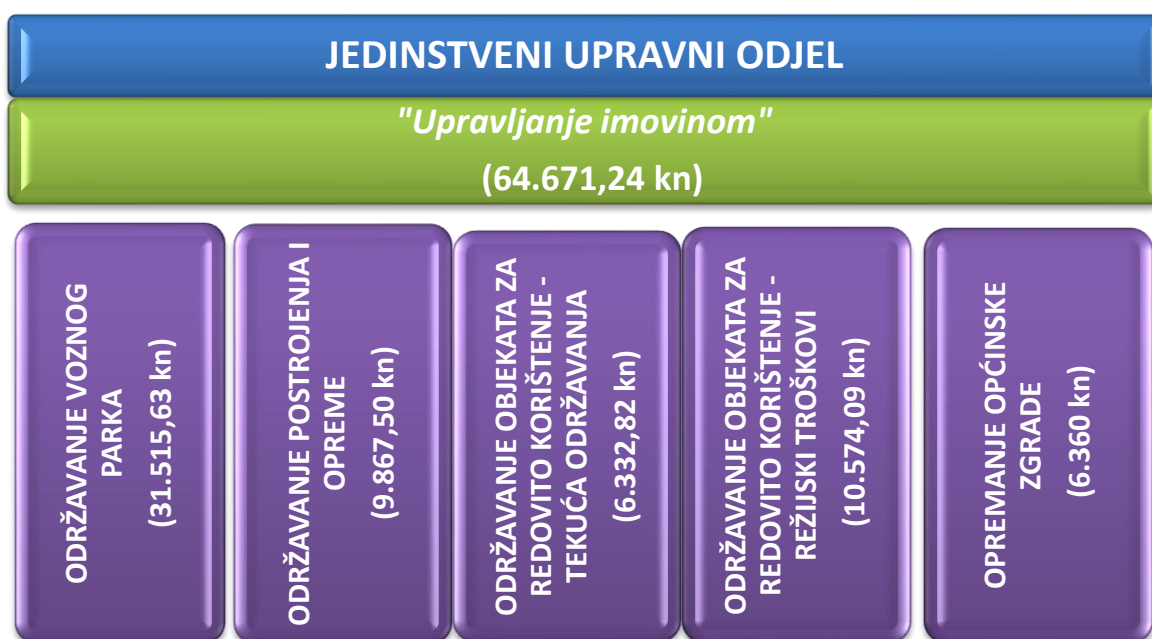 JEDINSTVENI UPRAVNI ODJEL
"Upravljanje imovinom"
(64.671,24 kn)
ODRŽAVANJE VOZNOG
PARKA
(31.515,63 kn)
ODRŽAVANJE POSTROJENJA I
OPREME
(9.867,50 kn)
ODRŽAVANJE OBJEKATA ZA
REDOVITO KORIŠTENJE -
TEKUĆA ODRŽAVANJA
(6.332,82 kn)
ODRŽAVANJE OBJEKATA ZA
REDOVITO KORIŠTENJE -
REŽIJSKI TROŠKOVI
(10.574,09 kn)
OPREMANJE OPĆINSKE
ZGRADE
(6.360 kn)